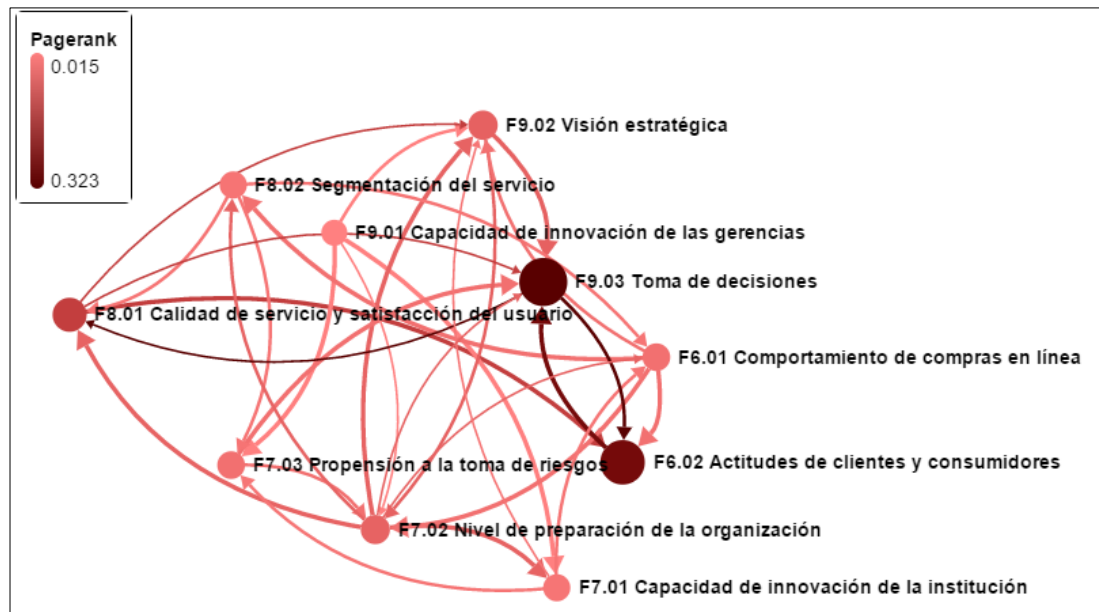 Pagerank
0.015
0.323
F9.02 Visión estratégica
F8.02 Segmentación del servicio
F9.01 Capacidad de innovación de las gerencias
F9.03 Toma de decisiones
F8.01 Calidad de servicio y satisfacción del usuario
F6.01 Comportamiento de compras en línea
F7.03 Propensión a la toma de riesgos
F6.02 Actitudes de clientes y consumidores
F7.02 Nivel de preparación de la organización
F7.01 Capacidad de innovación de la institución